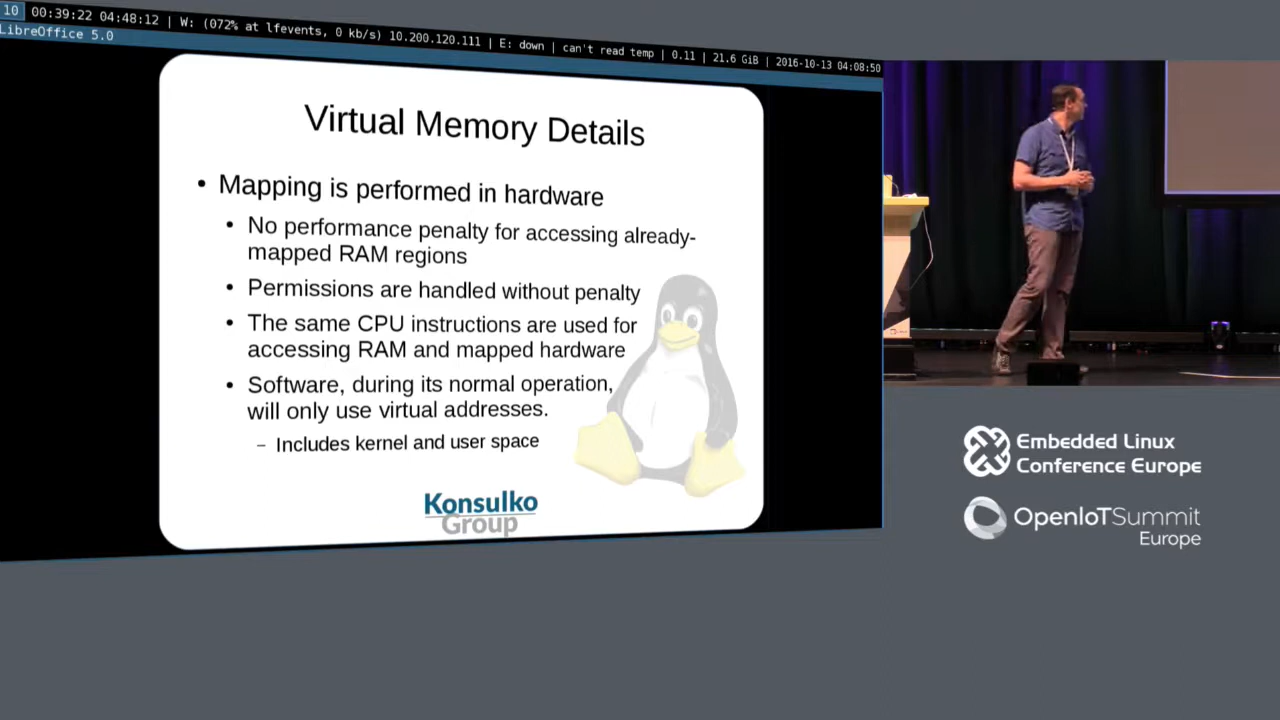 10 00:39:22 04:48:12 | W: (072% at lfevents, 0 kb/s) 10.200.120.111 | E: down | can't read temp | 0.11 | 21.6 GiB | 2016-10-13 04:08:50
LibreOffice 5.0
Virtual Memory Details
• Mapping is performed in hardware
• No performance penalty for accessing already-
mapped RAM regions
• Permissions are handled without penalty
• The same CPU instructions are used for
accessing RAM and mapped hardware
• Software, during its normal operation,
will only use virtual addresses.
– Includes kernel and user space
Konsulko
Group
Embedded Linux
Conference Europe
OpenIoTSummit
Europe